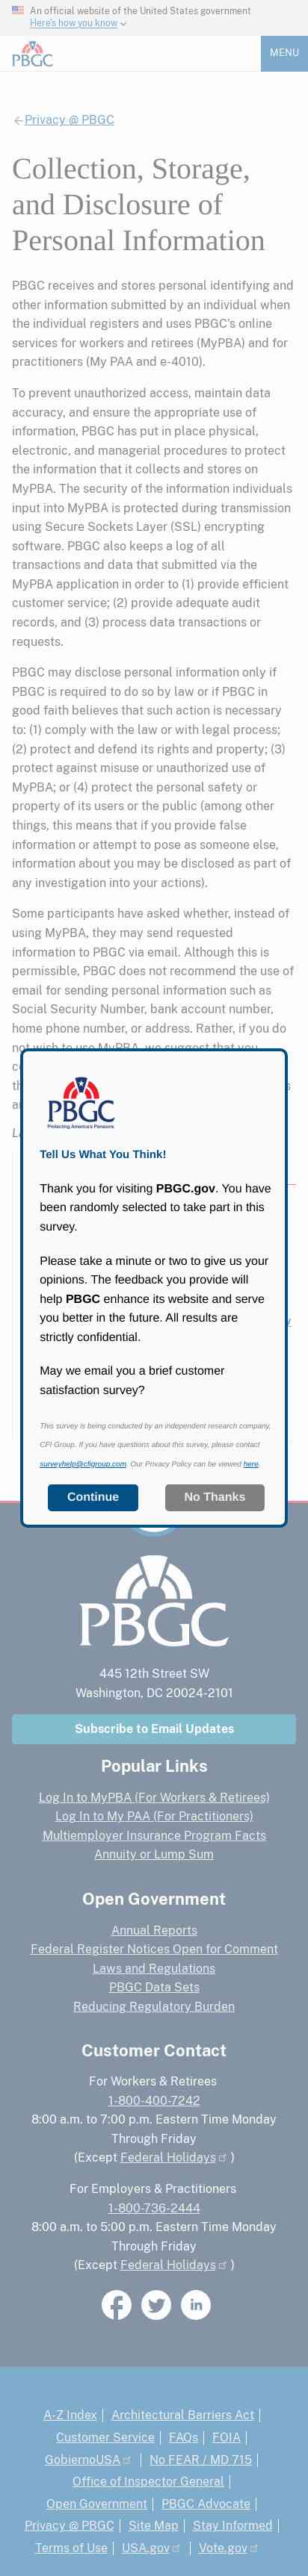 An official website of the United States government
Here's how you know
PBGC
MENU
Privacy @ PBGC
Collection, Storage,
and Disclosure of
Personal Information
PBGC receives and stores personal identifying and
other information submitted by an individual when
the individual registers and uses PBGC's online
services for workers and retirees (MyPBA) and for
practitioners (My PAA and e-4010).
To prevent unauthorized access, maintain data
accuracy, and ensure the appropriate use of
information, PBGC has put in place physical,
electronic, and managerial procedures to protect
the information that it collects and stores on
MyPBA. The security of the information individuals
input into MyPBA is protected during transmission
using Secure Sockets Layer (SSL) encrypting
software. PBGC also keeps a log of all
transactions and data that submitted via the
MyPBA application in order to (1) provide efficient
customer service; (2) provide adequate audit
records, and (3) process data transactions or
requests.
PBGC may disclose personal information only if
PBGC is required to do so by law or if PBGC in
good faith believes that such action is necessary
to: (1) comply with the law or with legal process;
(2) protect and defend its rights and property; (3)
protect against misuse or unauthorized use of
MyPBA; or (4) protect the personal safety or
property of its users or the public (among other
things, this means that if you provide false
information or attempt to pose as someone else,
information about you may be disclosed as part of
any investigation into your actions).
Some participants have asked whether, instead of
using MyPBA, they may send requested
information to PBGC via email. Although this is
permissible, PBGC does not recommend the use of
email for sending personal information such as
Social Security Number, bank account number,
home phone number, or address. Rather, if you do
PBGC
Protecting America's Pensions
Tell Us What You Think!
Thank you for visiting PBGC.gov. You have
been randomly selected to take part in this
survey.
Please take a minute or two to give us your
opinions. The feedback you provide will
help PBGC enhance its website and serve
you better in the future. All results are
strictly confidential.
May we email you a brief customer
satisfaction survey?
This survey is being conducted by an independent research company,
CFI Group. If you have questions about this survey, please contact
surveyhelp@cfigroup.com. Our Privacy Policy can be viewed here.
Continue
No Thanks
PBGC
445 12th Street SW
Washington, DC 20024-2101
Subscribe to Email Updates
Popular Links
Log In to MyPBA (For Workers & Retirees)
Log In to My PAA (For Practitioners)
Multiemployer Insurance Program Facts
Annuity or Lump Sum
Open Government
Annual Reports
Federal Register Notices Open for Comment
Laws and Regulations
PBGC Data Sets
Reducing Regulatory Burden
Customer Contact
For Workers & Retirees
1-800-400-7242
8:00 a.m. to 7:00 p.m. Eastern Time Monday
Through Friday
(Except Federal Holidays )
For Employers & Practitioners
1-800-736-2444
8:00 a.m. to 5:00 p.m. Eastern Time Monday
Through Friday
(Except Federal Holidays )
A-Z Index | Architectural Barriers Act |
Customer Service | FAQs | FOIA |
GobiernoUSA | No FEAR / MD 715 |
Office of Inspector General |
Open Government | PBGC Advocate |
Privacy @ PBGC | Site Map | Stay Informed |
Terms of Use | USA.gov | Vote.gov